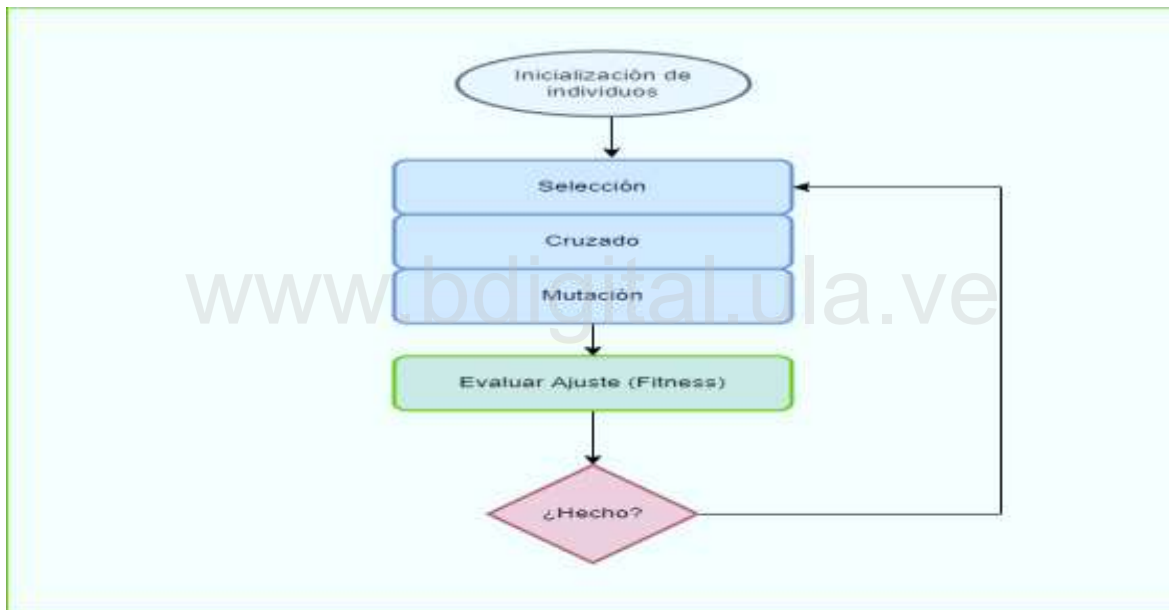 Inicialización de
individuos
Selección
Cruzado
Mutación
www.bdigital.ula.ve
Evaluar Ajuste (Fitness)
¿Hecho?